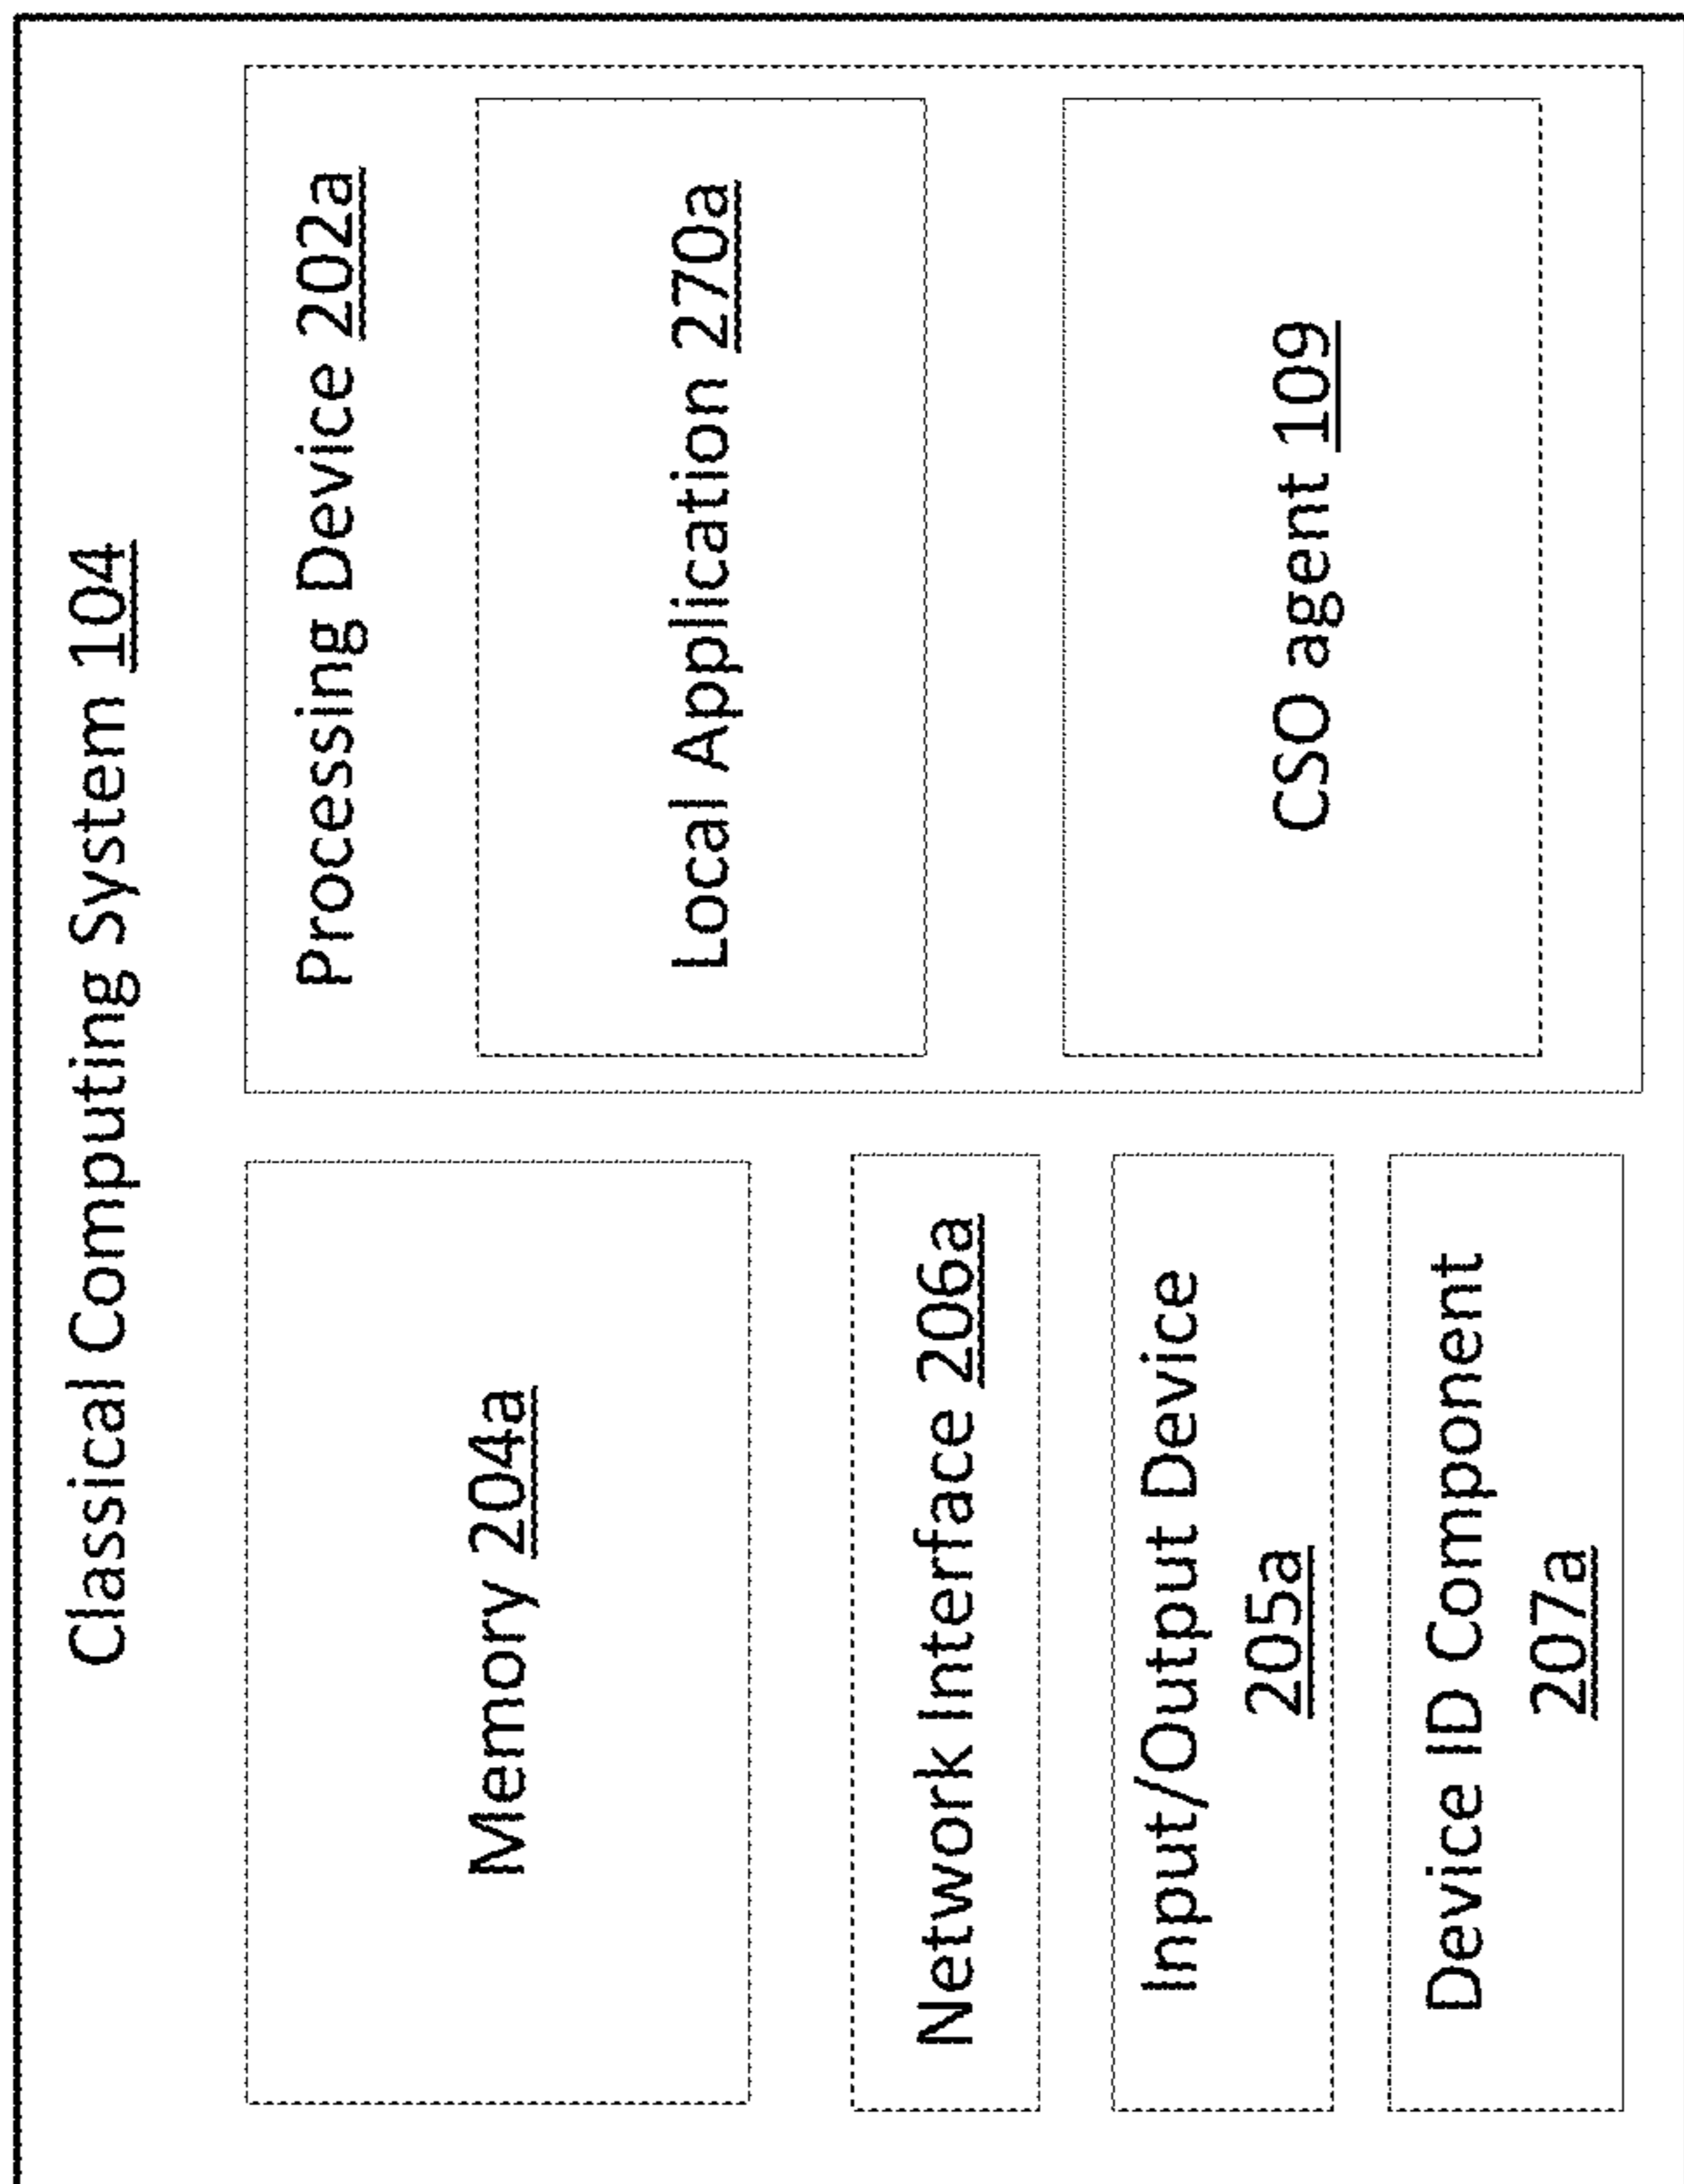 Classical Computing System 104
Memory 204a
Network Interface 206a
Input/Output Device
205a
Device ID Component
207a
Processing Device 202a
Local Application 270a
CSO agent 109